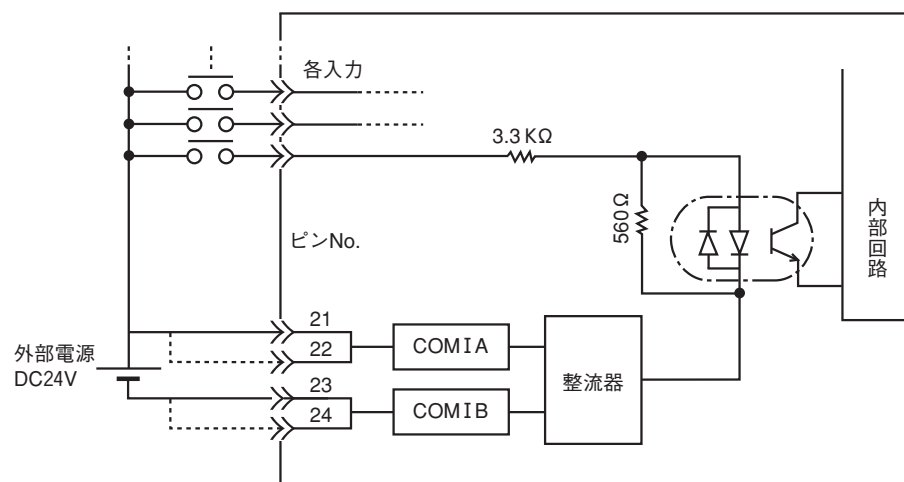 各入力
3.3 KΩ
560Ω
内部回路
ピンNo.
21
22
COMIA
外部電源
DC24V
整流器
23
24
COMIB